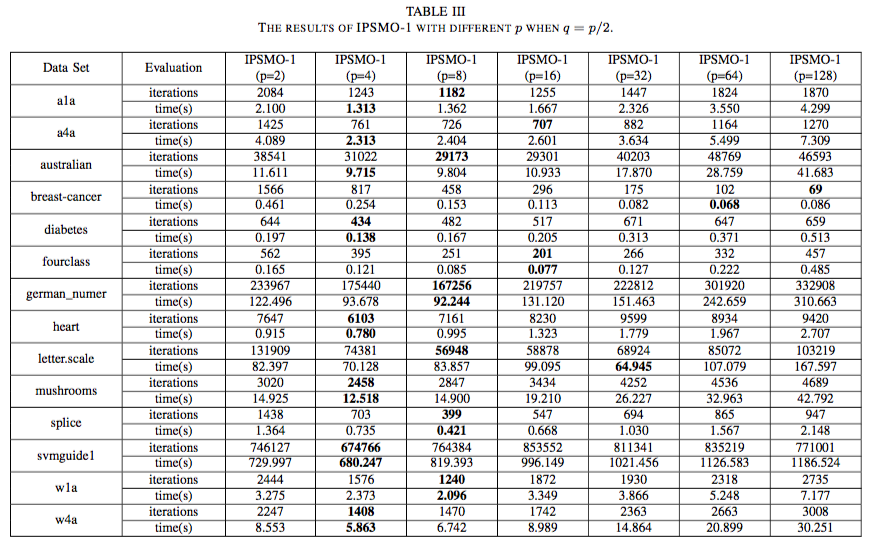 TABLE III
THE RESULTS OF IPSMO-1 WITH DIFFERENT p WHEN q = p/2.
Data Set Evaluation IPSMO-1 (p=2) IPSMO-1 (p=4) IPSMO-1 (p=8) IPSMO-1 (p=16) IPSMO-1 (p=32) IPSMO-1 (p=64) IPSMO-1 (p=128)
a1a iterations 2084 1243 1182 1255 1447 1824 1870
time(s) 2.100 1.313 1.362 1.667 2.326 3.550 4.299
a4a iterations 1425 761 726 707 882 1164 1270
time(s) 4.089 2.313 2.404 2.601 3.634 5.499 7.309
australian iterations 38541 31022 29173 29301 40203 48769 46593
time(s) 11.611 9.715 9.804 10.933 17.870 28.759 41.683
breast-cancer iterations 1566 817 458 296 175 102 69
time(s) 0.461 0.254 0.153 0.113 0.082 0.068 0.086
diabetes iterations 644 434 482 517 671 647 659
time(s) 0.197 0.138 0.167 0.205 0.313 0.371 0.513
fourclass iterations 562 395 251 201 266 332 457
time(s) 0.165 0.121 0.085 0.077 0.127 0.222 0.485
german_numer iterations 233967 175440 167256 219757 222812 301920 332908
time(s) 122.496 93.678 92.244 131.120 151.463 242.659 310.663
heart iterations 7647 6103 7161 8230 9599 8934 9420
time(s) 0.915 0.780 0.995 1.323 1.779 1.967 2.707
letter.scale iterations 131909 74381 56948 58878 68924 85072 103219
time(s) 82.397 70.128 83.857 99.095 64.945 107.079 167.597
mushrooms iterations 3020 2458 2847 3434 4252 4536 4689
time(s) 14.925 12.518 14.900 19.210 26.227 32.963 42.792
splice iterations 1438 703 399 547 694 865 947
time(s) 1.364 0.735 0.421 0.668 1.030 1.567 2.148
svmguide1 iterations 746127 674766 764384 853552 811341 835219 771001
time(s) 729.997 680.247 819.393 996.149 1021.456 1126.583 1186.524
w1a iterations 2444 1576 1240 1872 1930 2318 2735
time(s) 3.275 2.373 2.096 3.349 3.866 5.248 7.177
w4a iterations 2247 1408 1470 1742 2363 2663 3008
time(s) 8.553 5.863 6.742 8.989 14.864 20.899 30.251